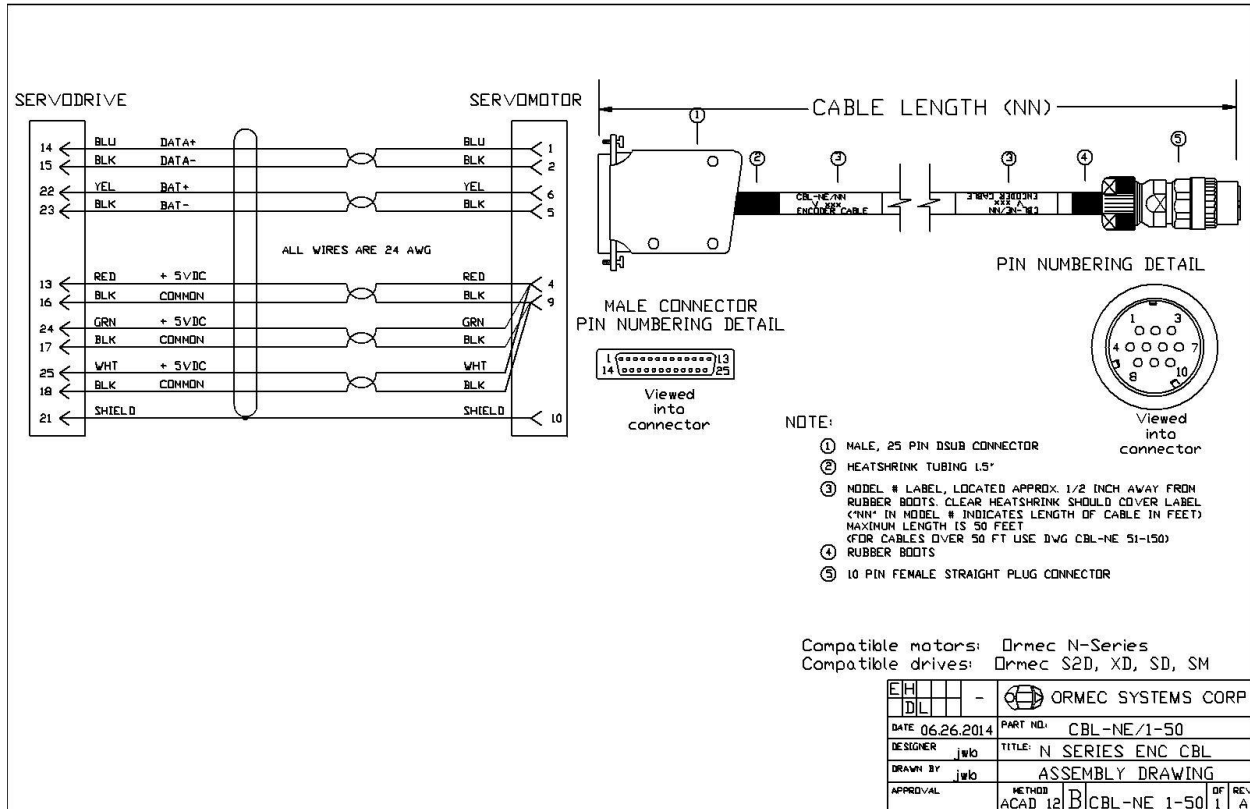 SERVODRIVE
SERVOMOTOR
14 BLU DATA+ BLU 1
15 BLK DATA- BLK 2
22 YEL BAT+ YEL 6
23 BLK BAT- BLK 5
ALL WIRES ARE 24 AWG
13 RED + 5VDC RED 4
16 BLK COMMON BLK 9
24 GRN + 5VDC GRN
17 BLK COMMON BLK
25 WHT + 5VDC WHT
18 BLK COMMON BLK
21 SHIELD SHIELD 10
CABLE LENGTH (NN)
1
2
3
3
4
5
CBL-NE/NN
V xxx
ENCODER CABLE
CBL-NE/NN
V xxx
ENCODER CABLE
MALE CONNECTOR
PIN NUMBERING DETAIL
1 13
14 25
Viewed
into
connector
PIN NUMBERING DETAIL
1 3
4 7
8 10
Viewed
into
connector
NOTE:
1 MALE, 25 PIN DSUB CONNECTOR
2 HEATSHRINK TUBING 1.5"
3 MODEL # LABEL, LOCATED APPROX. 1/2 INCH AWAY FROM
RUBBER BOOTS. CLEAR HEATSHRINK SHOULD COVER LABEL
("NN" IN MODEL # INDICATES LENGTH OF CABLE IN FEET)
MAXIMUM LENGTH IS 50 FEET
(FOR CABLES OVER 50 FT USE DWG CBL-NE 51-150)
4 RUBBER BOOTS
5 10 PIN FEMALE STRAIGHT PLUG CONNECTOR
Compatible motors: Ormec N-Series
Compatible drives: Ormec S2D, XD, SD, SM
E H
D L
-
ORMEC SYSTEMS CORP
DATE 06.26.2014
PART NO.: CBL-NE/1-50
DESIGNER jwlo
TITLE: N SERIES ENC CBL
DRAWN BY jwlo
ASSEMBLY DRAWING
APPROVAL
METHOD
ACAD 12
B
CBL-NE 1-50
OF
1
REV
A